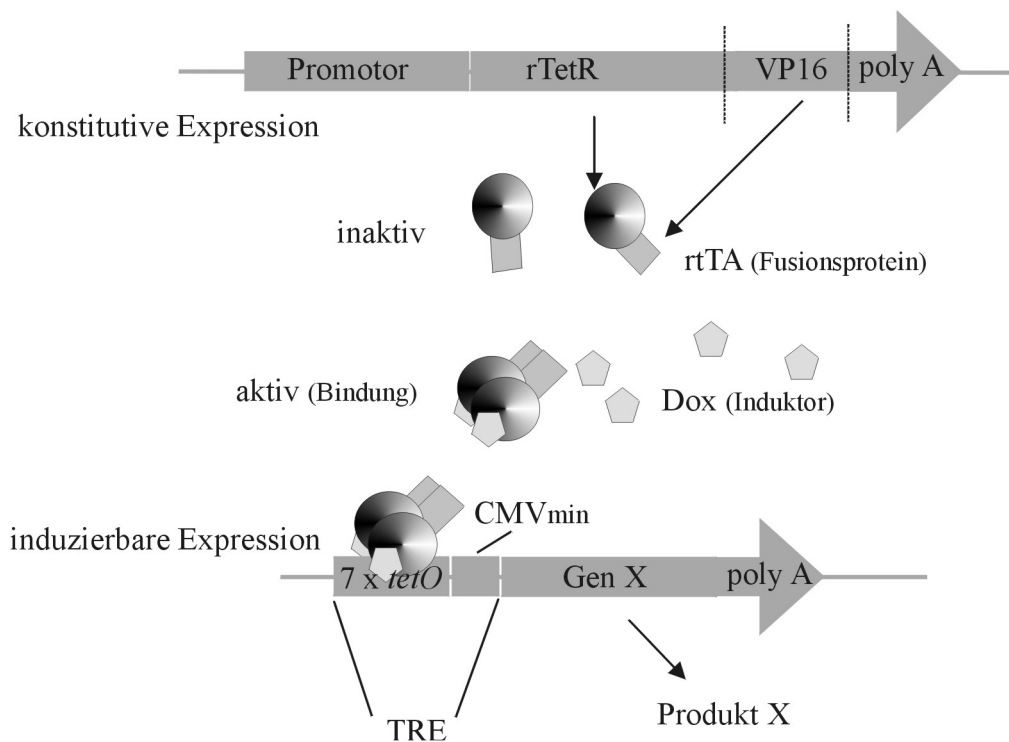 Promotor rTetR VP16 poly A
konstitutive Expression
inaktiv
rtTA (Fusionsprotein)
aktiv (Bindung)
Dox (Induktor)
CMVmin
induzierbare Expression
7 x tetO Gen X poly A
Produkt X
TRE